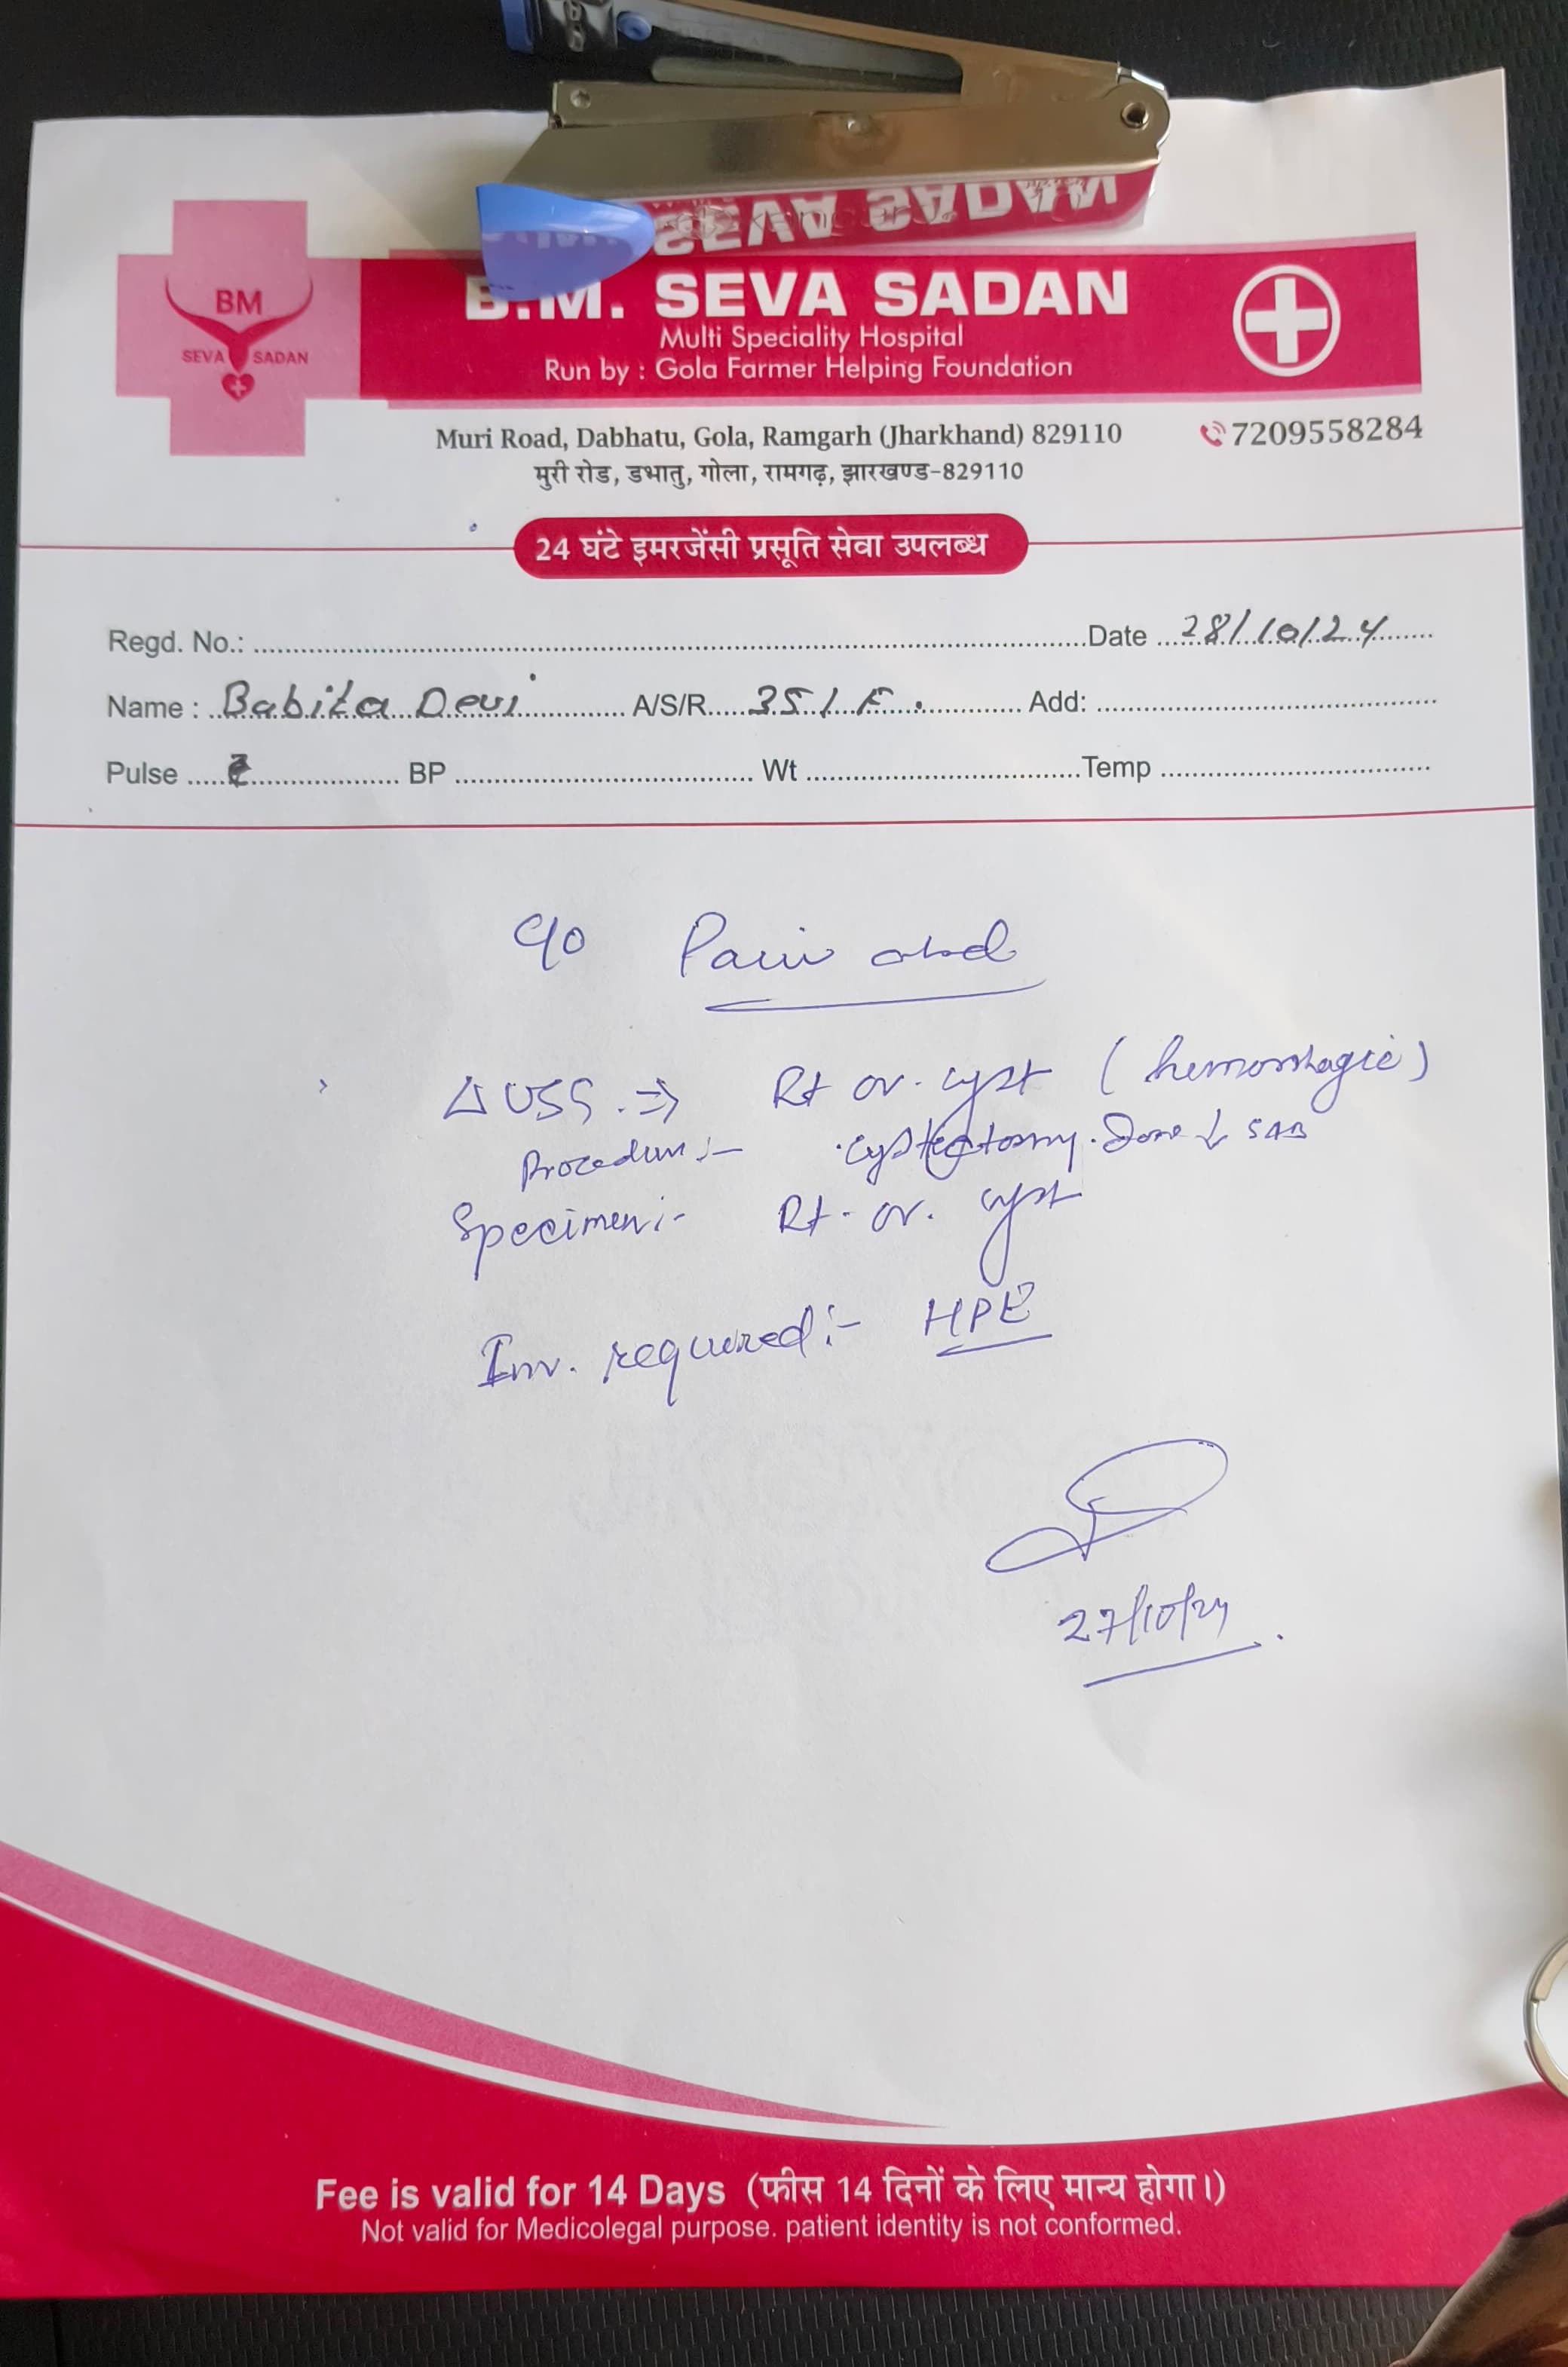 SEVA SADAN
BM
SEVA SADAN
B.M. SEVA SADAN
Multi Speciality Hospital
Run by : Gola Farmer Helping Foundation
Muri Road, Dabhatu, Gola, Ramgarh (Jharkhand) 829110 7209558284
मुरी रोड, डभातु, गोला, रामगढ़, झारखण्ड-829110
24 घंटे इमरजेंसी प्रसूति सेवा उपलब्ध
Regd. No.: Date 28/10/24
Name : Babita Devi A/S/R 35/F. Add:
Pulse BP Wt Temp
C/o Pain abd
Δ USG ⇒ Rt ov. cyst (hemorrhagic)
Procedure:- Cystectomy Done ↓ SAB
Specimen:- Rt. ov. cyst
Inv. required:- HPE
27/10/24
Fee is valid for 14 Days (फीस 14 दिनों के लिए मान्य होगा।)
Not valid for Medicolegal purpose. patient identity is not conformed.